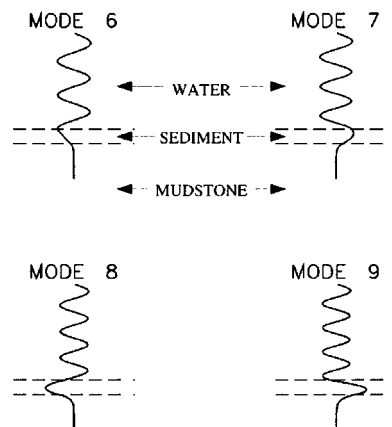 MODE 6
MODE 7
WATER
SEDIMENT
MUDSTONE
MODE 8
MODE 9